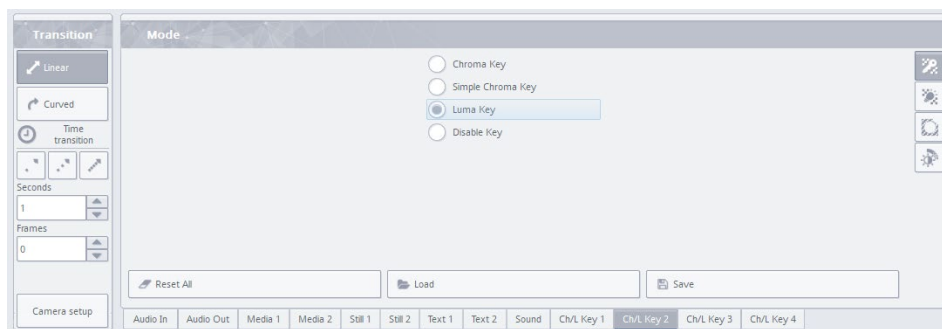 Transition
Mode
Linear
Curved
Time
transition
Seconds
1
Frames
0
Camera setup
Chroma Key
Simple Chroma Key
Luma Key
Disable Key
Reset All
Load
Save
Audio In
Audio Out
Media 1
Media 2
Still 1
Still 2
Text 1
Text 2
Sound
Ch/L Key 1
Ch/L Key 2
Ch/L Key 3
Ch/L Key 4